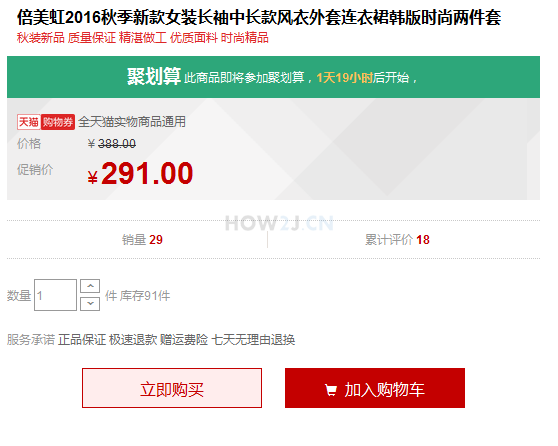 倍美虹2016秋季新款女装长袖中长款风衣外套连衣裙韩版时尚两件套
秋装新品 质量保证 精湛做工 优质面料 时尚精品
聚划算 此商品即将参加聚划算，1天19小时后开始，
天猫 购物券 全天猫实物商品通用
价格 ¥ 388.00
促销价 ¥ 291.00
HOW2J.CN
销量 29 累计评价 18
数量 1 件 库存91件
服务承诺 正品保证 极速退款 赠运费险 七天无理由退换
立即购买 加入购物车